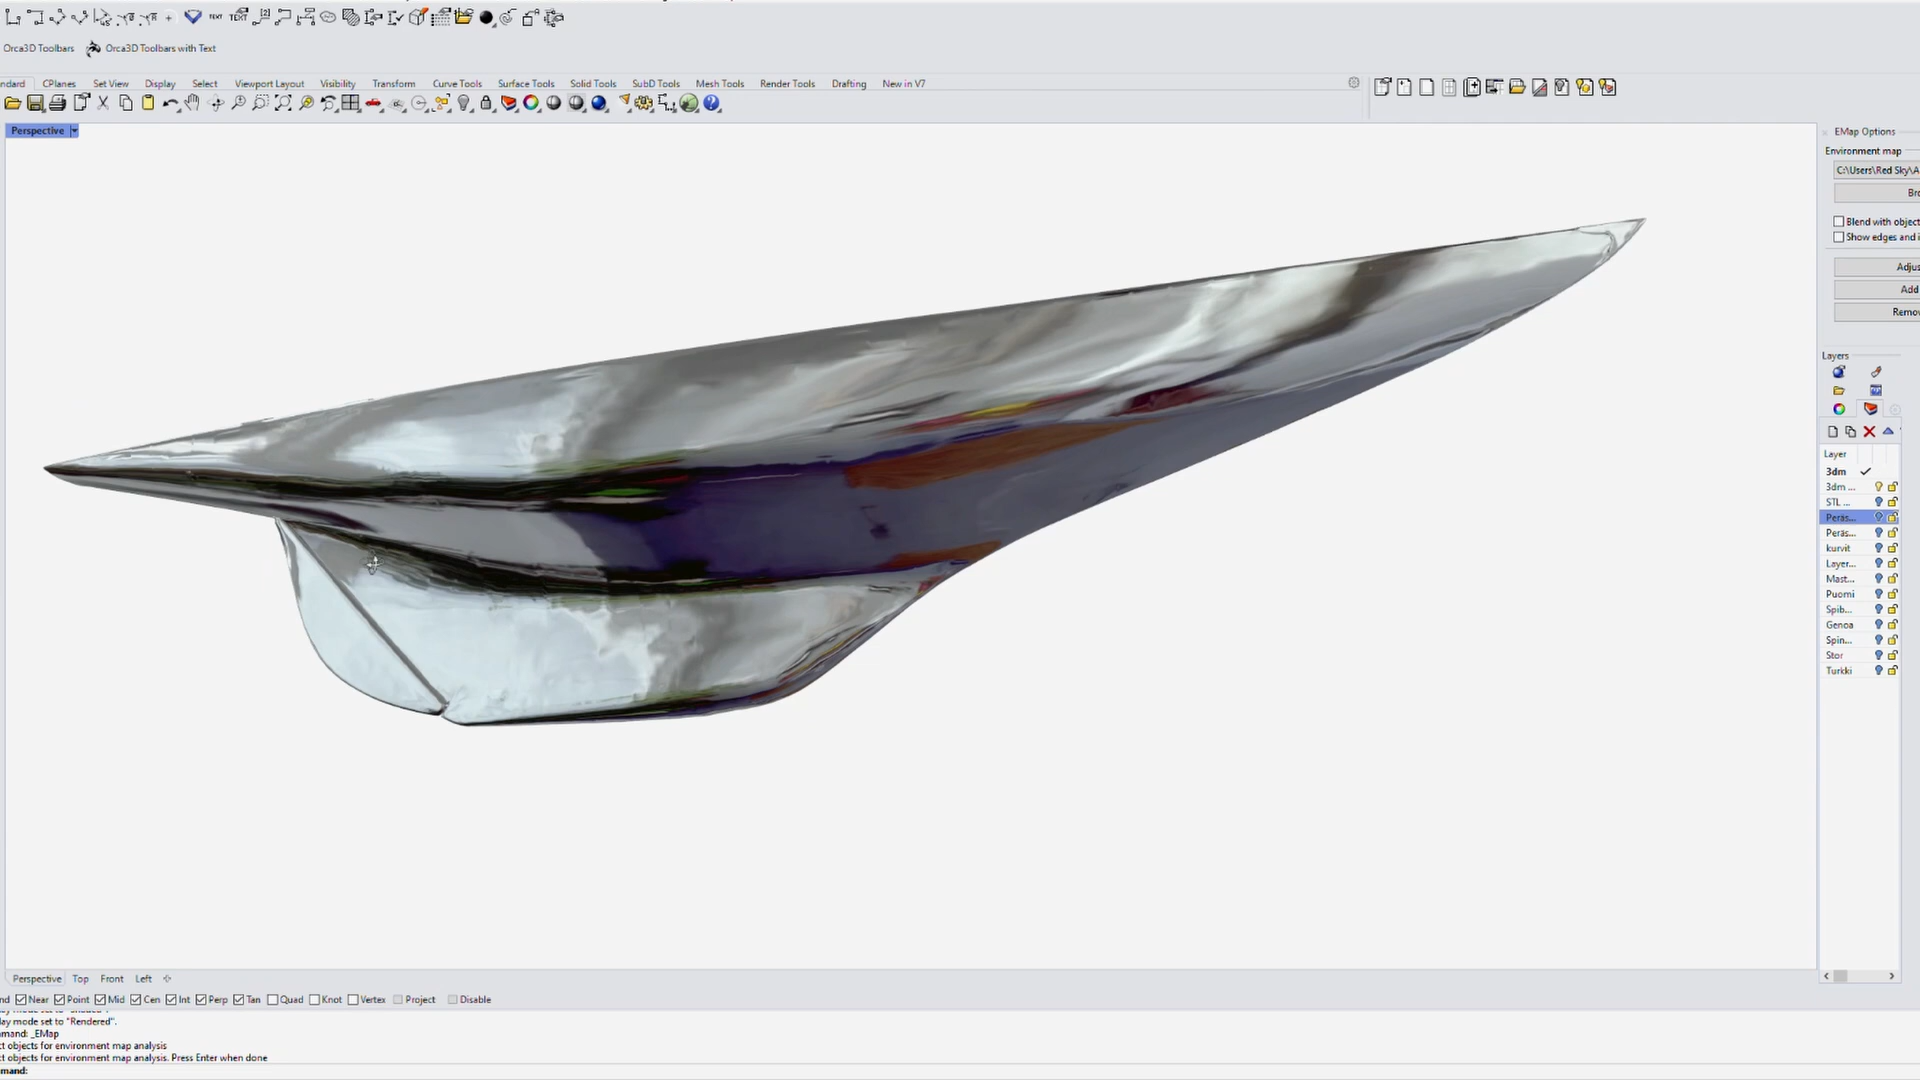 Orca3D Toolbars Orca3D Toolbars with Text
ndard CPlanes Set View Display Select Viewport Layout Visibility Transform Curve Tools Surface Tools Solid Tools SubD Tools Mesh Tools Render Tools Drafting New in V7
Perspective
EMap Options
Environment map
C:\Users\Red Sky\A
Bro
Blend with object
Show edges and i
Adjus
Add
Remov
Layers
Layer
3dm
3dm ...
STL ...
Peräs...
Peräs...
kurvit
Layer...
Mast...
Puomi
Spib...
Genoa
Spin...
Stor
Turkki
Perspective Top Front Left
nd Near Point Mid Cen Int Perp Tan Quad Knot Vertex Project Disable
lay mode set to "Rendered".
mmand: _EMap
ct objects for environment map analysis
ct objects for environment map analysis. Press Enter when done
mmand: